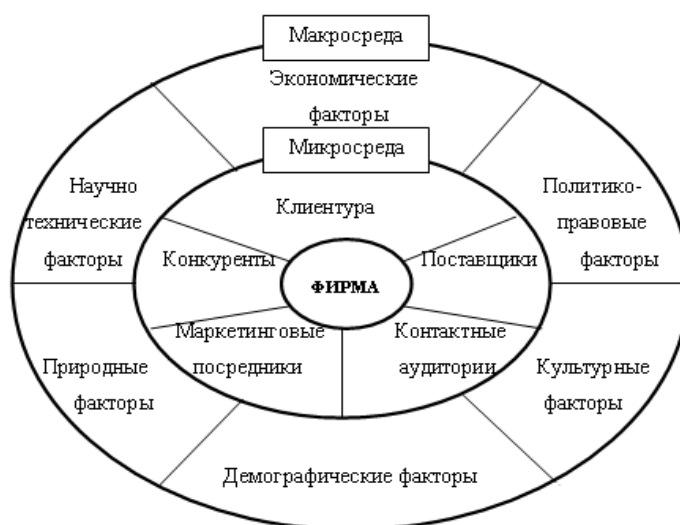 Макросреда
Экономические
факторы
Микросреда
Научно
технические
факторы
Политико-
правовые
факторы
Клиентура
Конкуренты
Поставщики
ФИРМА
Маркетинговые
посредники
Контактные
аудитории
Природные
факторы
Культурные
факторы
Демографические факторы